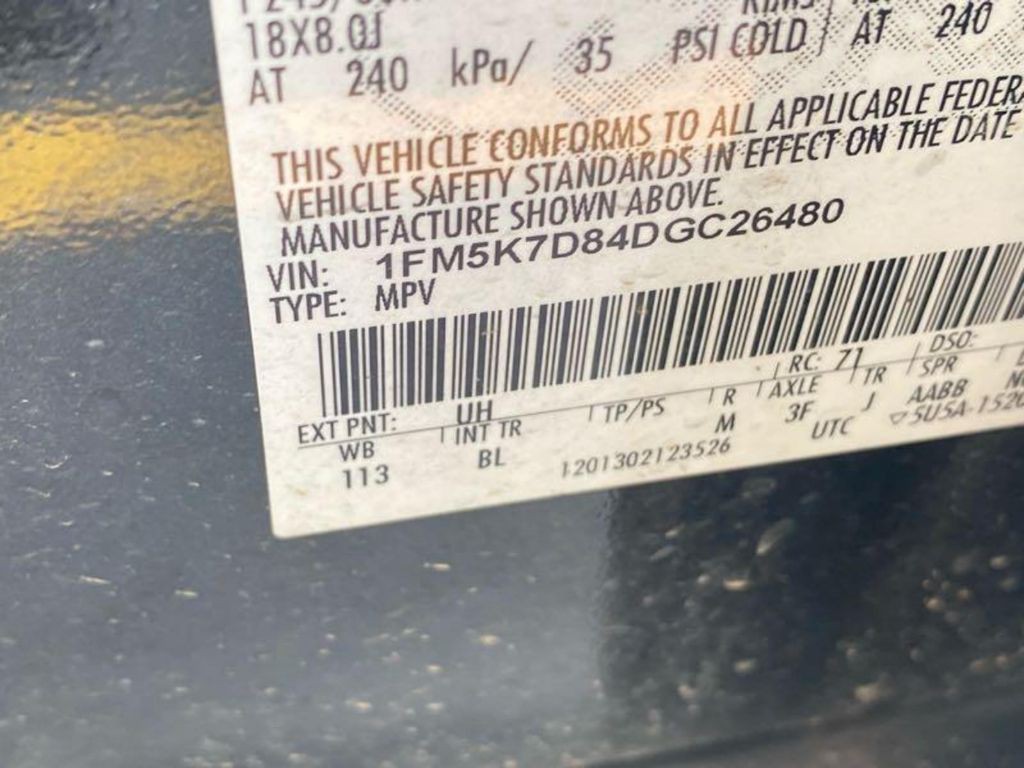 18X8.0J
AT 240 kPa/ 35 PSI COLD AT 240
THIS VEHICLE CONFORMS TO ALL APPLICABLE
VEHICLE SAFETY STANDARDS IN EFFECT ON THE DATE
MANUFACTURE SHOWN ABOVE.
VIN: 1FM5K7D84DGC26480
TYPE: MPV
EXT PNT: UH RC: 71 DSO:
WB INT TR TP/PS R AXLE TR SPR
113 BL M 3F J AABB
1201302123526 UTC